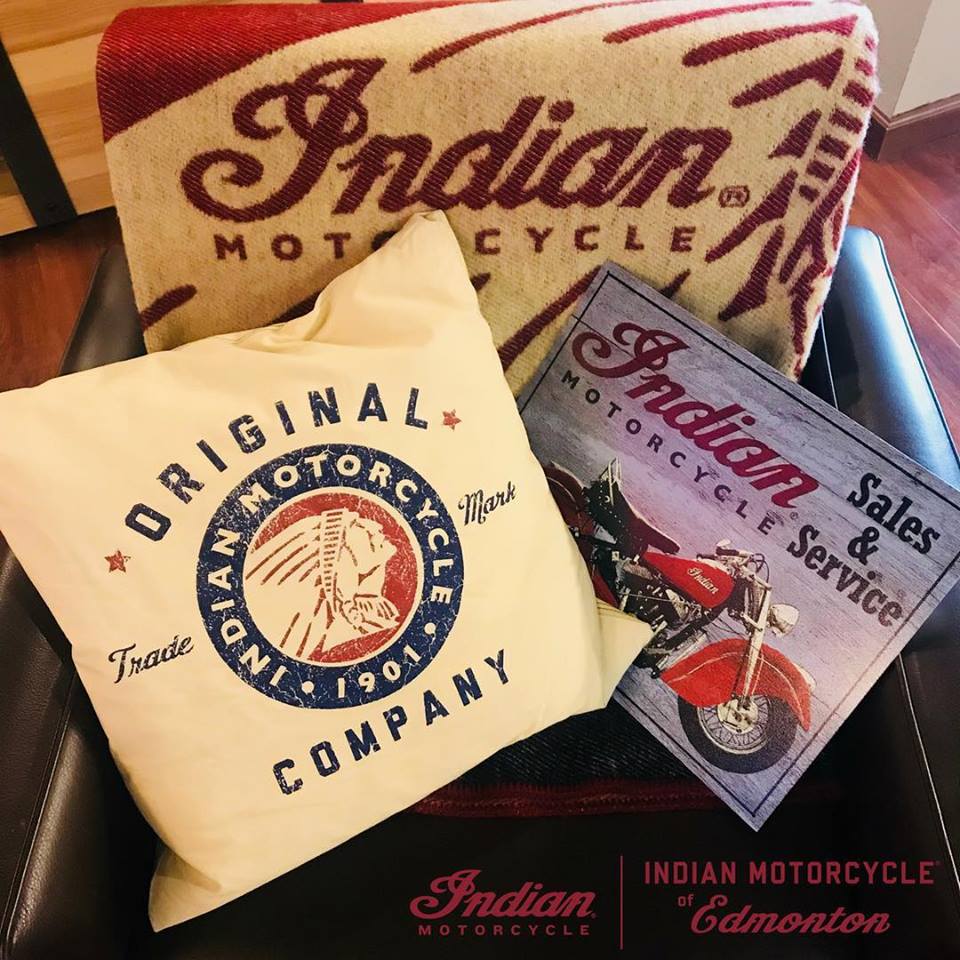 Indian ®
MOTORCYCLE
ORIGINAL
INDIAN MOTORCYCLE • 1901 •
Trade Mark
COMPANY
Indian
MOTORCYCLE®
Sales
&
Service
Indian
Indian®
MOTORCYCLE
INDIAN MOTORCYCLE®
of Edmonton